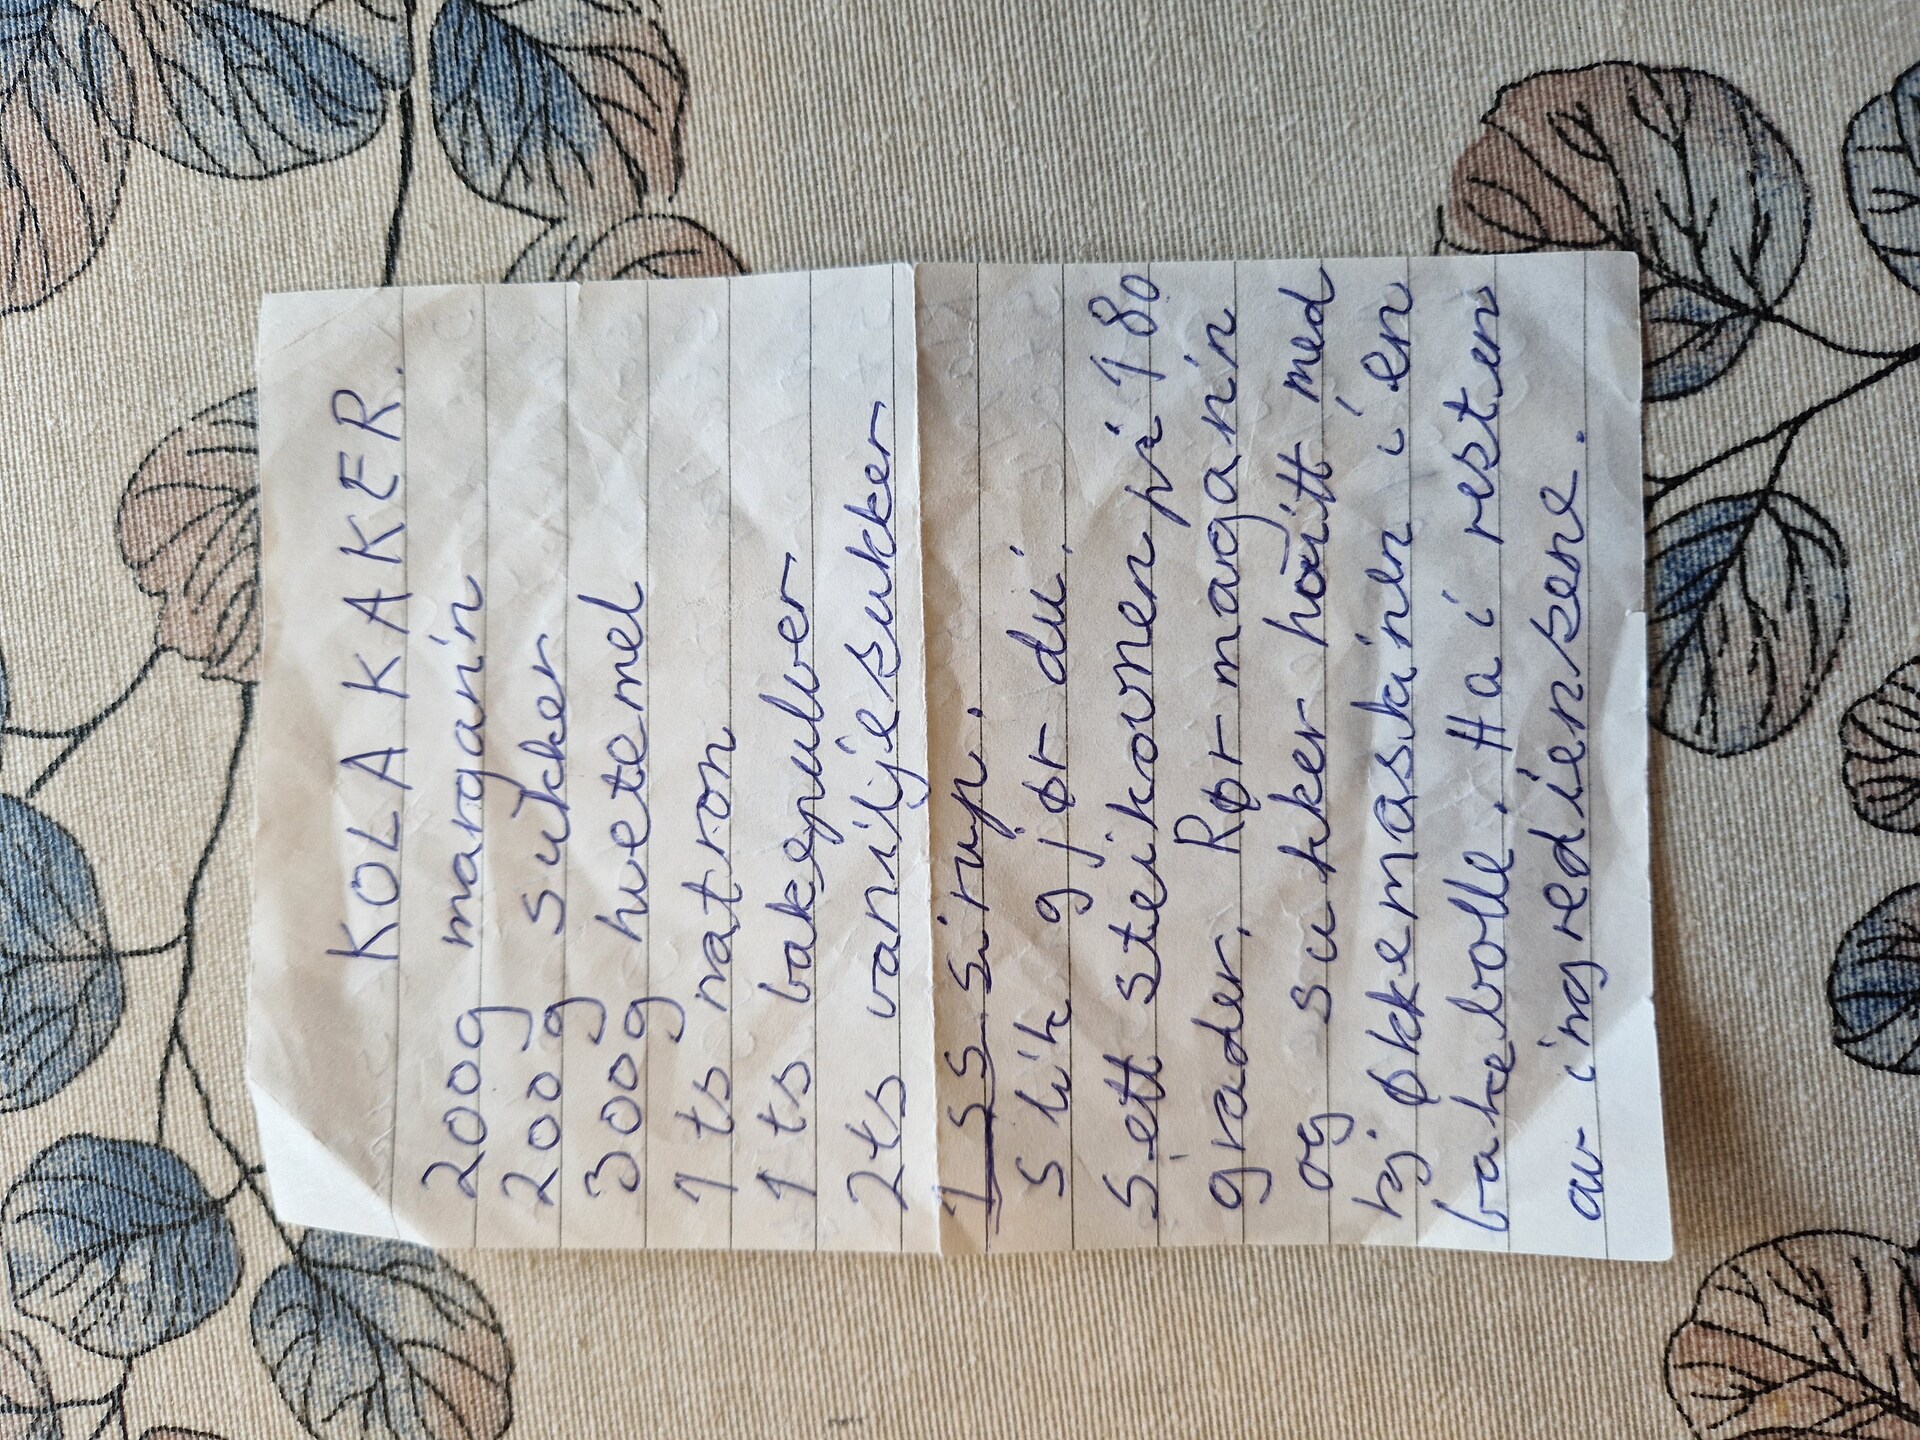 KOLA KAKER.
200g margarin
200g sukker
300g hvetemel
1 ts natron
1 ts bakepulver
2ts vaniljesukker
1 ss sirup.
Slik gjør du:
Sett steikovnen på 180
grader. Rør magarin
og sukker hvitt med
kjøkkemaskinen i en
bakebolle. Ha i resten
av ingrediensene.